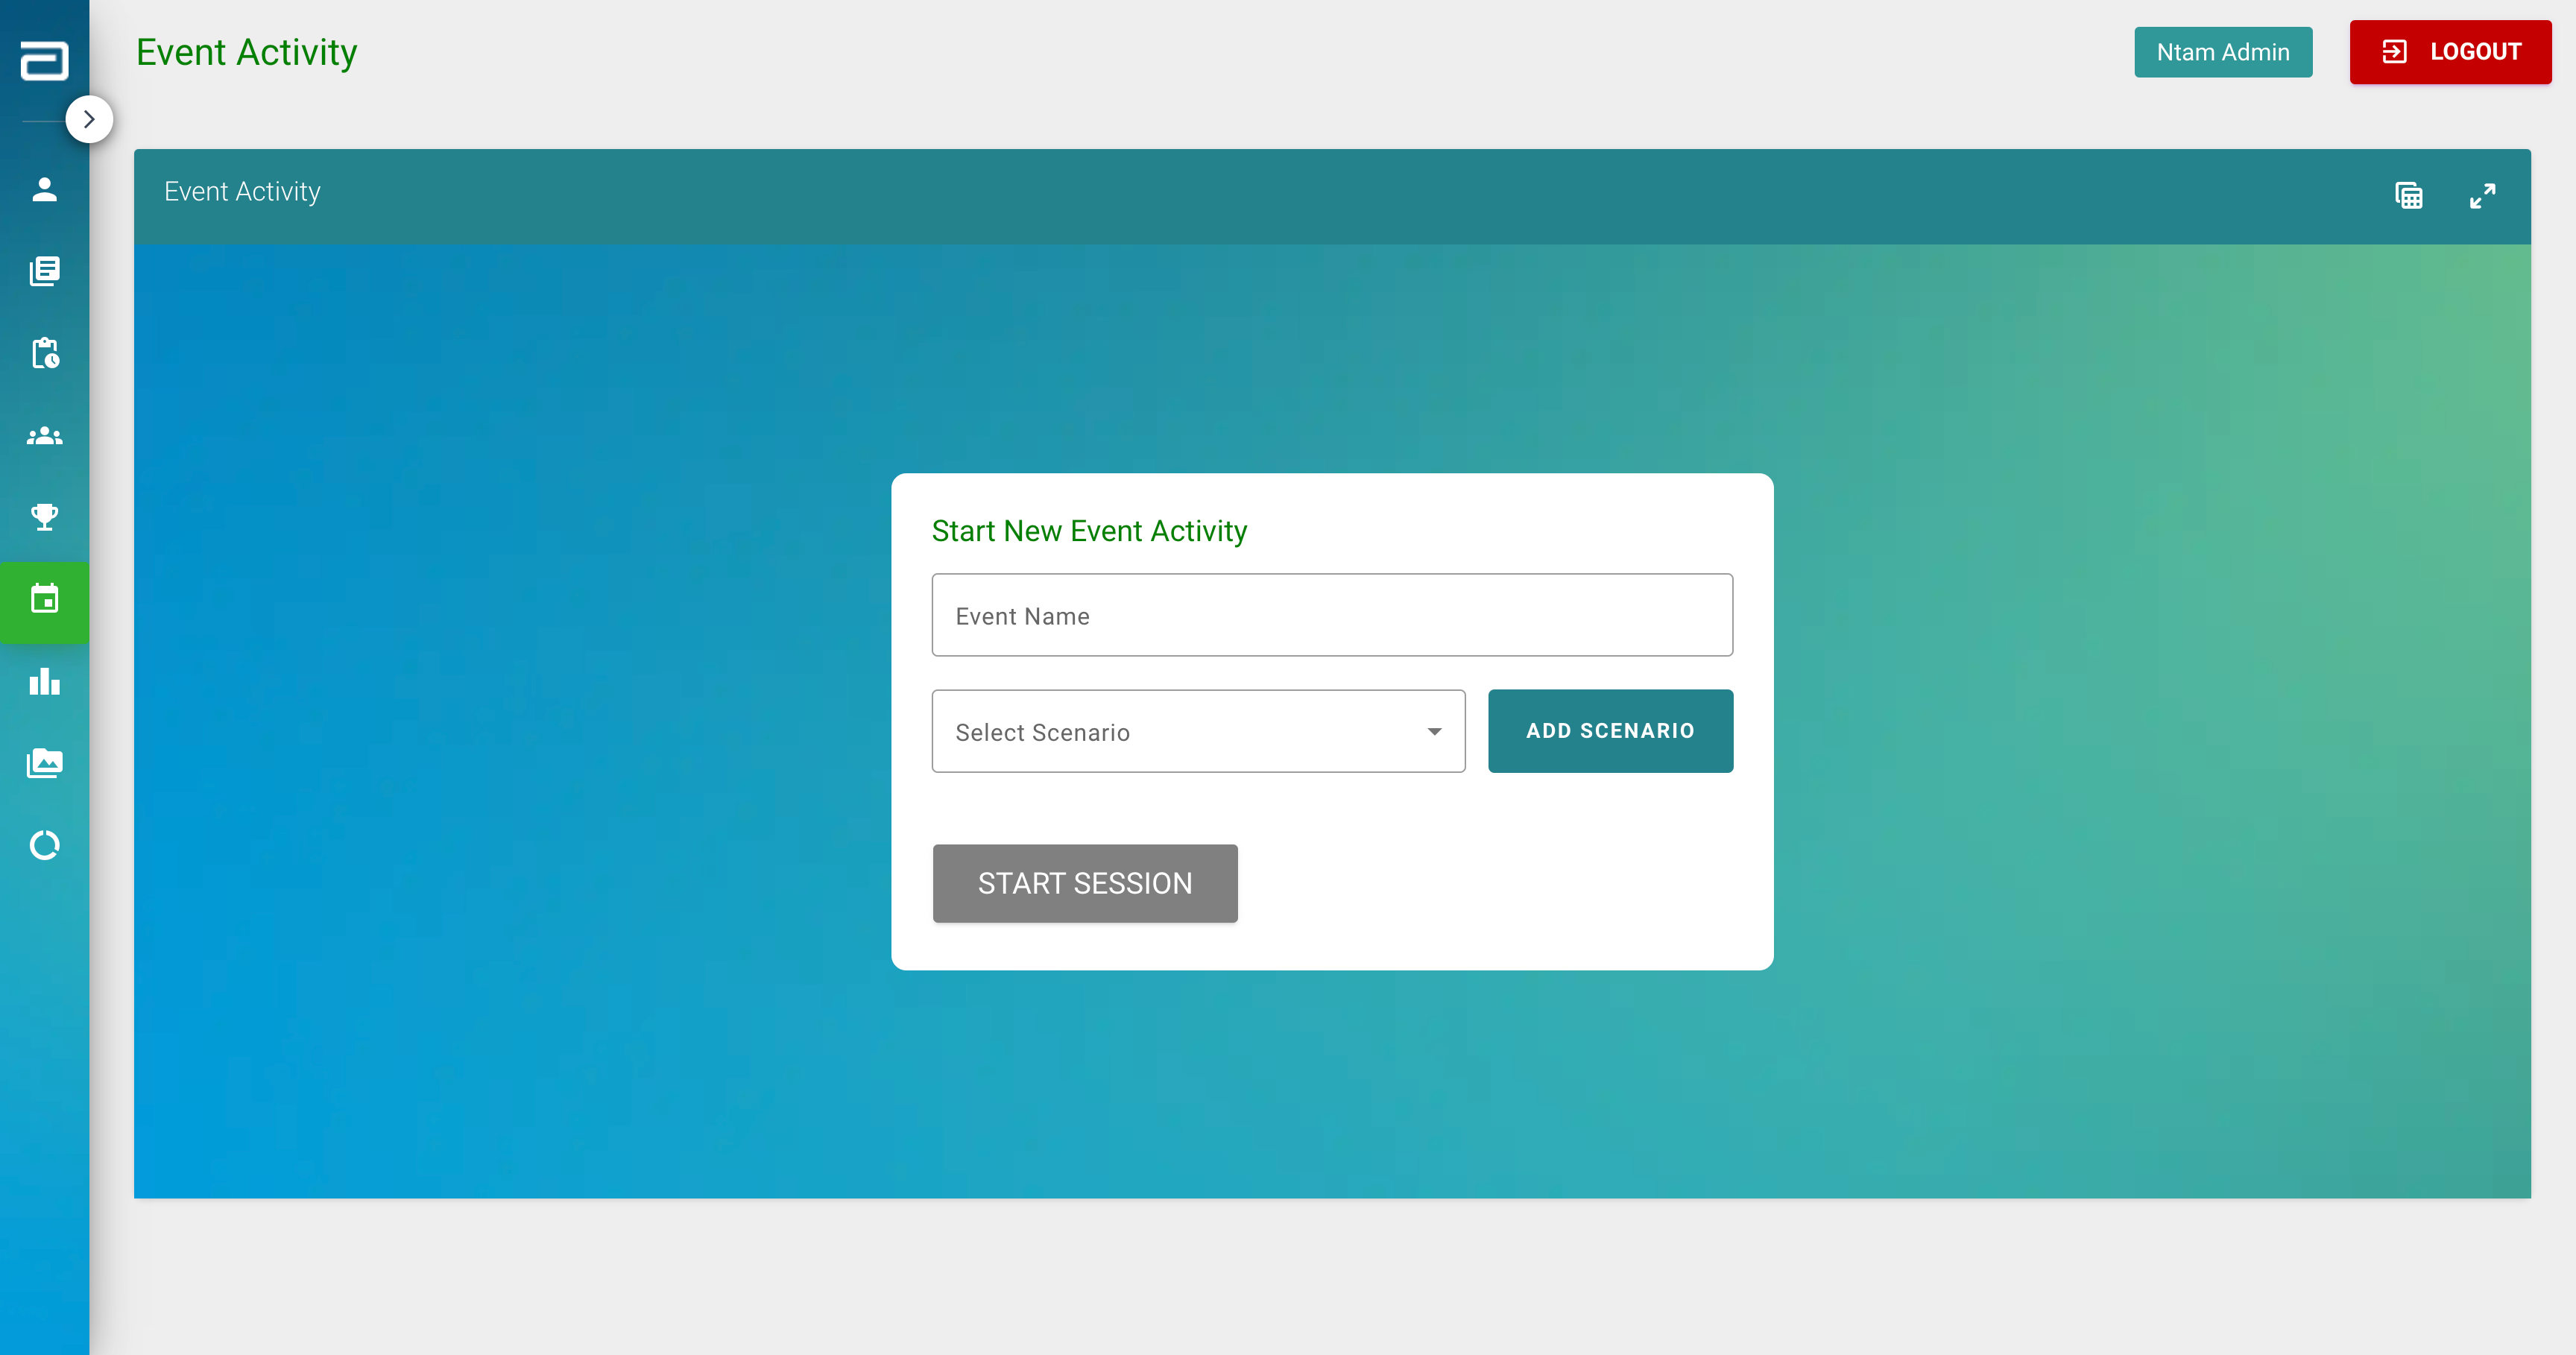 Event Activity
Ntam Admin
LOGOUT
Event Activity
Start New Event Activity
Event Name
Select Scenario
ADD SCENARIO
START SESSION